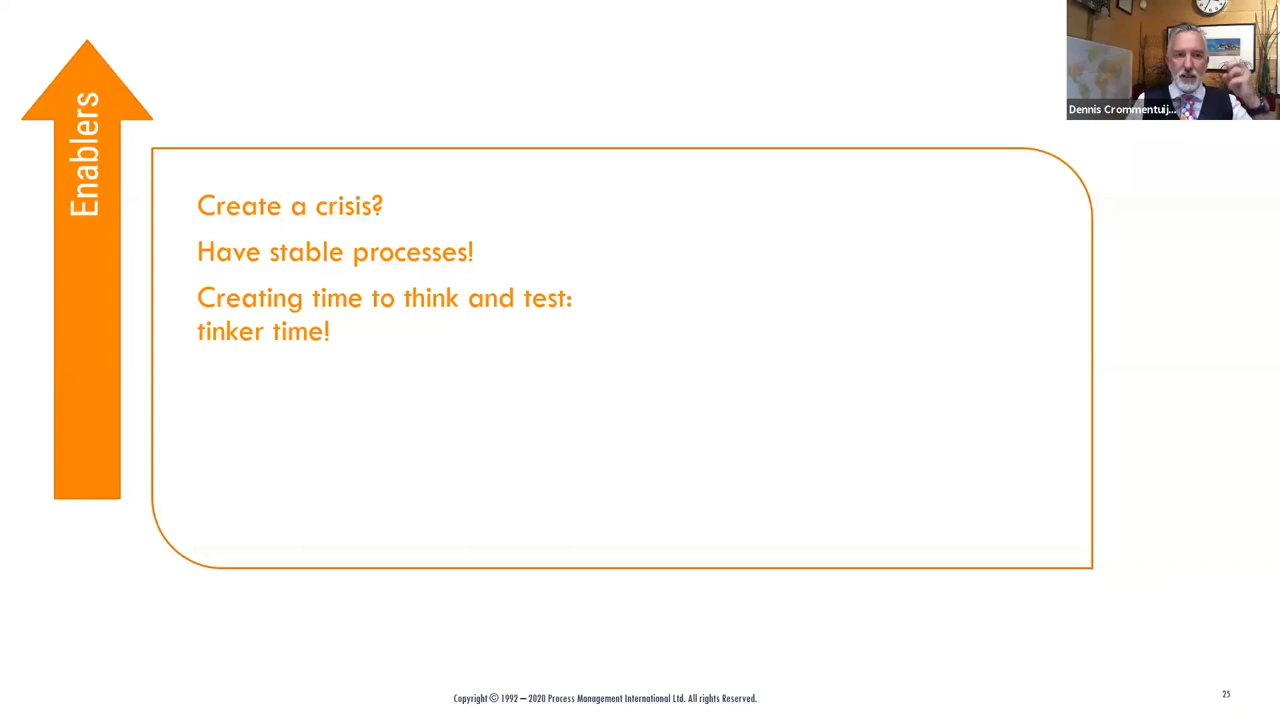 Enablers
Dennis Crommentuij...
Create a crisis?
Have stable processes!
Creating time to think and test:
tinker time!
Copyright © 1992 – 2020 Process Management International Ltd. All rights Reserved.
25